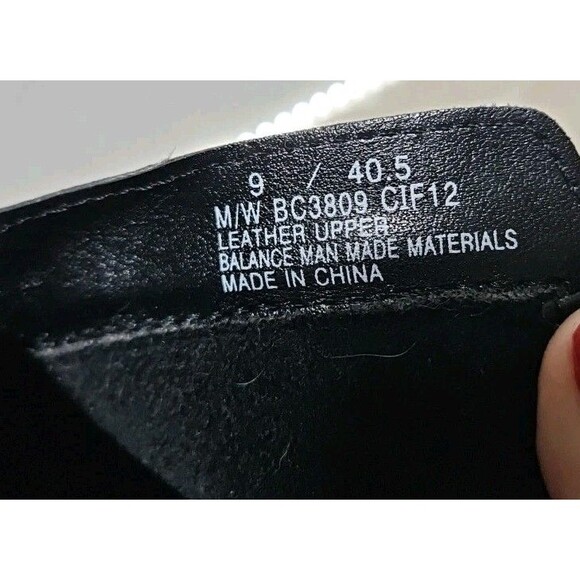 9 / 40.5
M/W BC3809 CIF12
LEATHER UPPER
BALANCE MAN MADE MATERIALS
MADE IN CHINA